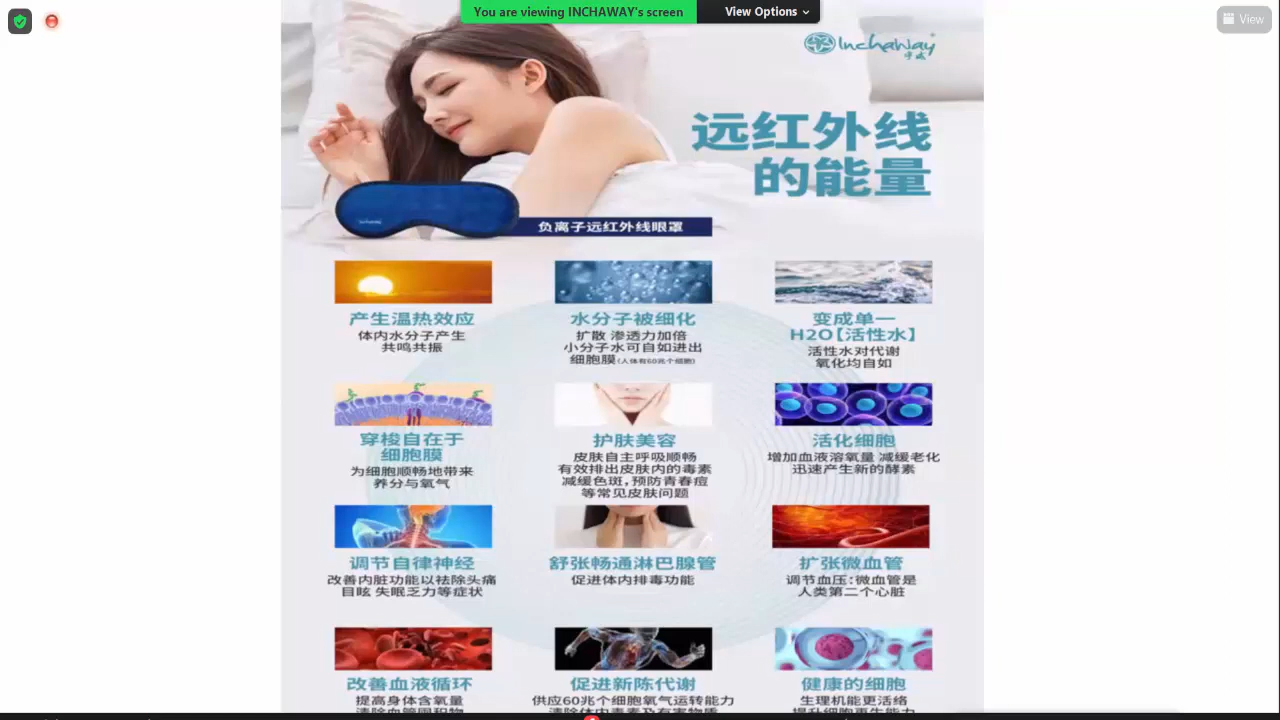 You are viewing INCHAWAY's screen
View Options
View
InchaWay
远红外线
的能量
负离子远红外线眼罩
产生温热效应
体内水分子产生
共鸣共振
水分子被细化
扩散 渗透力加倍
小分子水可自如进出
细胞膜(人体有60兆个细胞)
变成单一
H2O【活性水】
活性水对代谢
氧化均自如
穿梭自在于
细胞膜
为细胞顺畅地带来
养分与氧气
护肤美容
皮肤自主呼吸顺畅
有效排出皮肤内的毒素
减缓色斑,预防青春痘
等常见皮肤问题
活化细胞
增加血液溶氧量 减缓老化
迅速产生新的酵素
调节自律神经
改善内脏功能以祛除头痛
目眩 失眠乏力等症状
舒张畅通淋巴腺管
促进体内排毒功能
扩张微血管
调节血压:微血管是
人类第二个心脏
改善血液循环
提高身体含氧量
促进新陈代谢
供应60兆个细胞氧气运转能力
健康的细胞
生理机能更活络